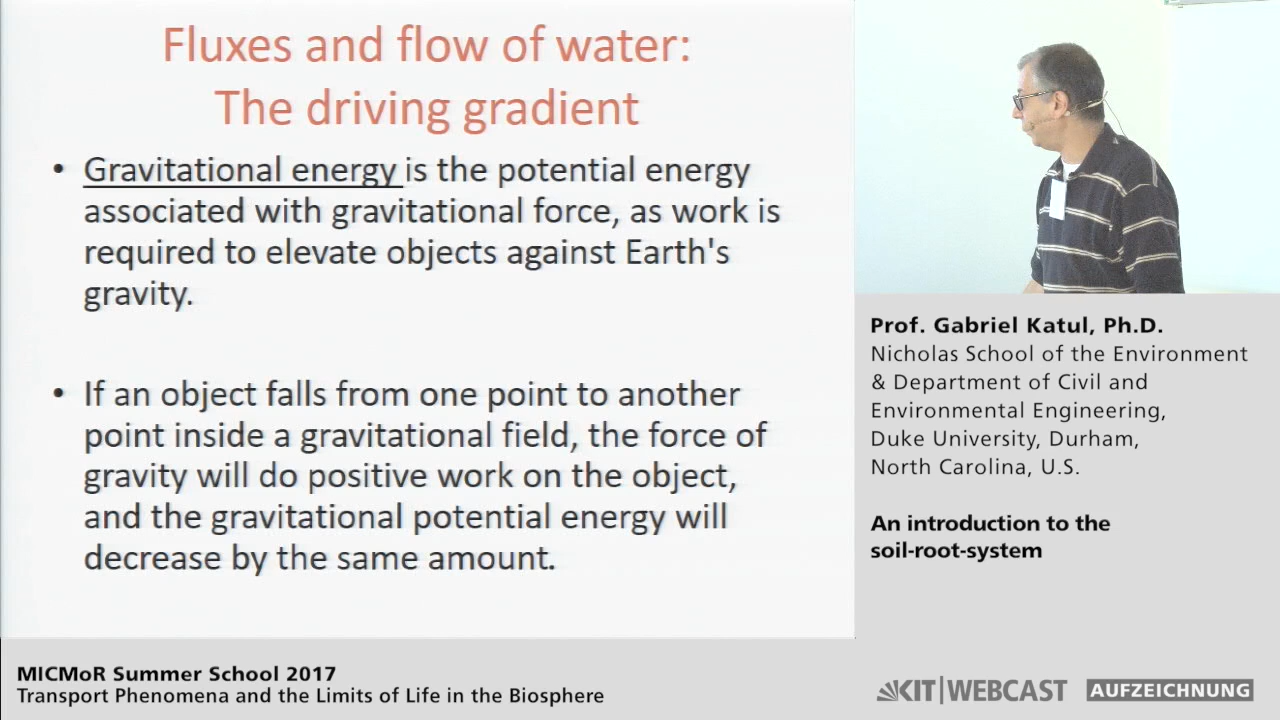 Fluxes and flow of water:
The driving gradient
• Gravitational energy is the potential energy
associated with gravitational force, as work is
required to elevate objects against Earth's
gravity.
• If an object falls from one point to another
point inside a gravitational field, the force of
gravity will do positive work on the object,
and the gravitational potential energy will
decrease by the same amount.
Prof. Gabriel Katul, Ph.D.
Nicholas School of the Environment
& Department of Civil and
Environmental Engineering,
Duke University, Durham,
North Carolina, U.S.
An introduction to the
soil-root-system
MICMoR Summer School 2017
Transport Phenomena and the Limits of Life in the Biosphere
KIT|WEBCAST AUFZEICHNUNG